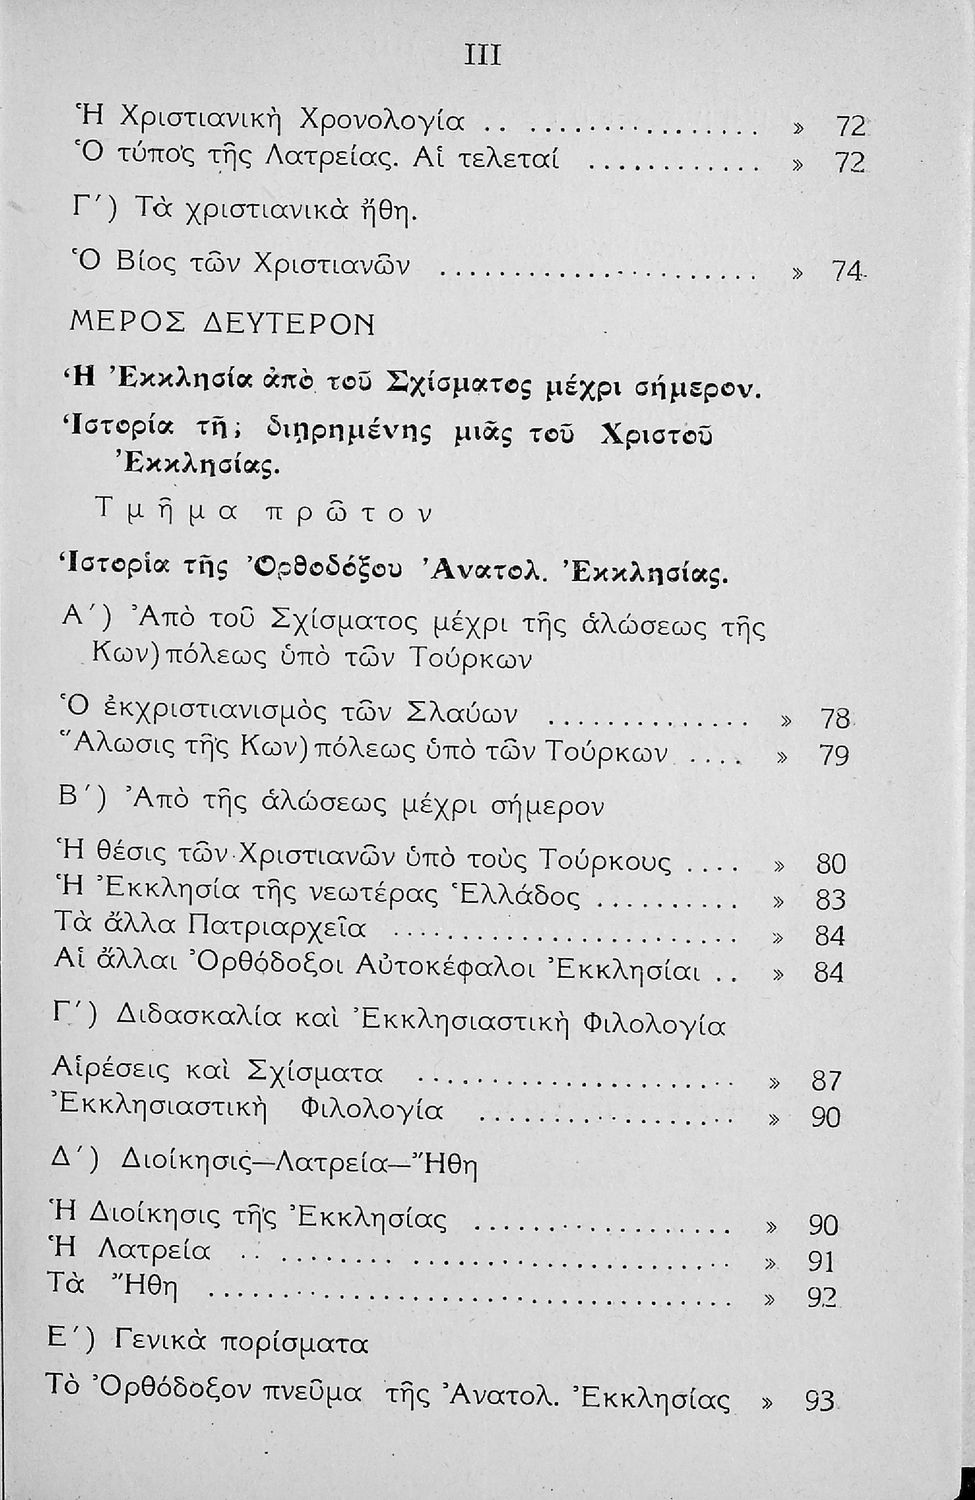 III
Ἡ Χριστιανικὴ Χρονολογία .. ............... » 72
Ὁ τύπος τῆς Λατρείας. Αἱ τελεταί ............ » 72
Γ΄) Τὰ χριστιανικὰ ἤθη.
Ὁ Βίος τῶν Χριστιανῶν ...................... » 74
ΜΕΡΟΣ ΔΕΥΤΕΡΟΝ
Ἡ Ἐκκλησία ἀπὸ τοῦ Σχίσματος μέχρι σήμερον.
Ἱστορία τῆ; διῃρημένης μιᾶς τοῦ Χριστοῦ
Ἐκκλησίας.
Τμῆμα πρῶτον
Ἱστορία τῆς Ὀρθοδόξου Ἀνατολ. Ἐκκλησίας.
Α΄) Ἀπὸ τοῦ Σχίσματος μέχρι τῆς ἁλώσεως τῆς
Κων)πόλεως ὑπὸ τῶν Τούρκων
Ὁ ἐκχριστιανισμὸς τῶν Σλαύων .............. » 78
Ἅλωσις τῆς Κων)πόλεως ὑπὸ τῶν Τούρκων .... » 79
Β΄) Ἀπὸ τῆς ἁλώσεως μέχρι σήμερον
Ἡ θέσις τῶν Χριστιανῶν ὑπὸ τοὺς Τούρκους .... » 80
Ἡ Ἐκκλησία τῆς νεωτέρας Ἑλλάδος .......... » 83
Τὰ ἄλλα Πατριαρχεῖα ........................ » 84
Αἱ ἄλλαι Ὀρθόδοξοι Αὐτοκέφαλοι Ἐκκλησίαι .. » 84
Γ΄) Διδασκαλία καὶ Ἐκκλησιαστικὴ Φιλολογία
Αἱρέσεις καὶ Σχίσματα ...................... » 87
Ἐκκλησιαστικὴ Φιλολογία .................. » 90
Δ΄) Διοίκησις—Λατρεία—Ἤθη
Ἡ Διοίκησις τῆς Ἐκκλησίας .................. » 90
Ἡ Λατρεία .. ................................ » 91
Τὰ Ἤθη .................................... » 92
Ε΄) Γενικὰ πορίσματα
Τὸ Ὀρθόδοξον πνεῦμα τῆς Ἀνατολ. Ἐκκλησίας » 93